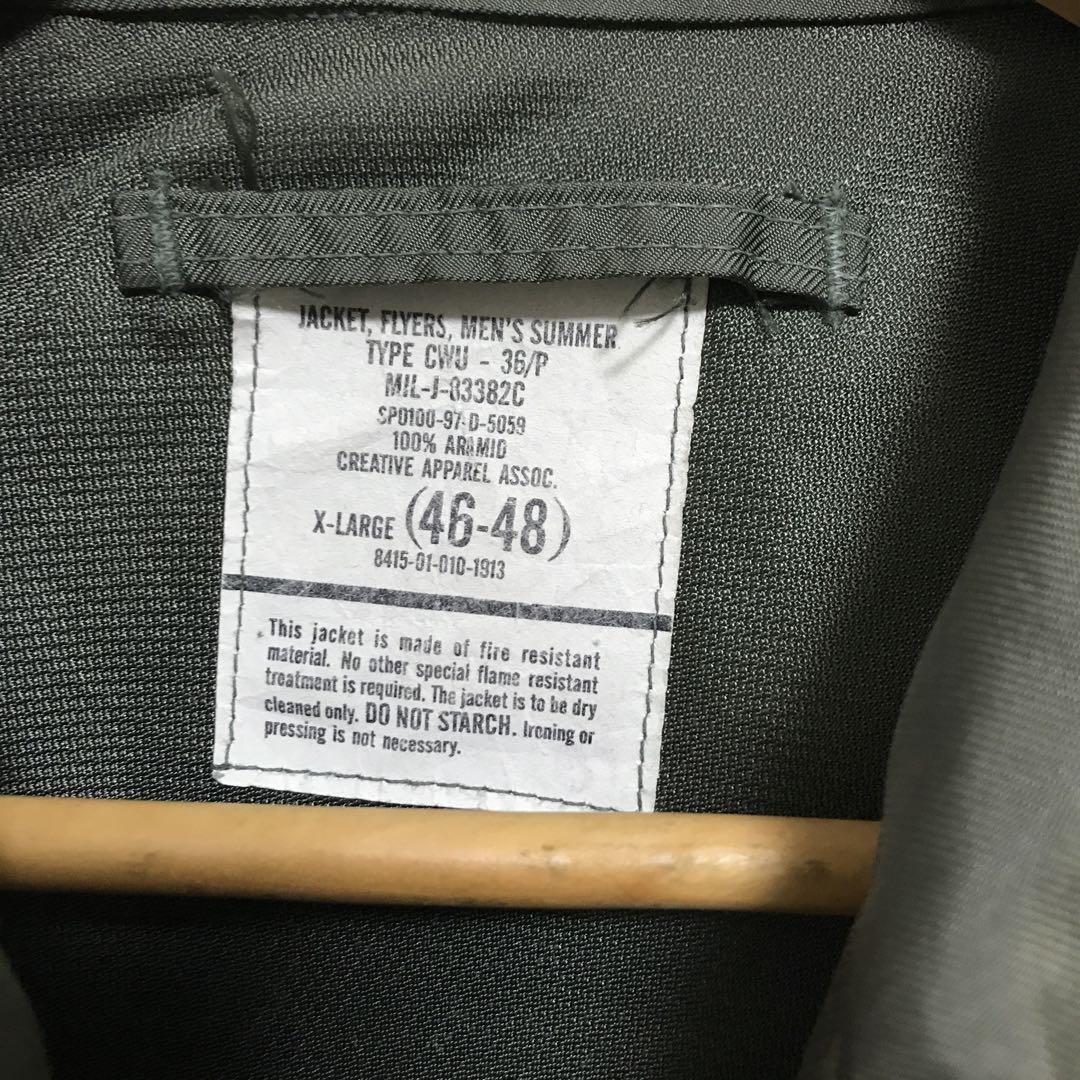 JACKET, FLYERS, MEN'S SUMMER
TYPE CWU - 36/P
MIL-J-83382C
SPO100-97-D-5059
100% ARAMID
CREATIVE APPAREL ASSOC.
X-LARGE (46-48)
8415-01-010-1913
This jacket is made of fire resistant
material. No other special flame resistant
treatment is required. The jacket is to be dry
cleaned only. DO NOT STARCH. Ironing or
pressing is not necessary.